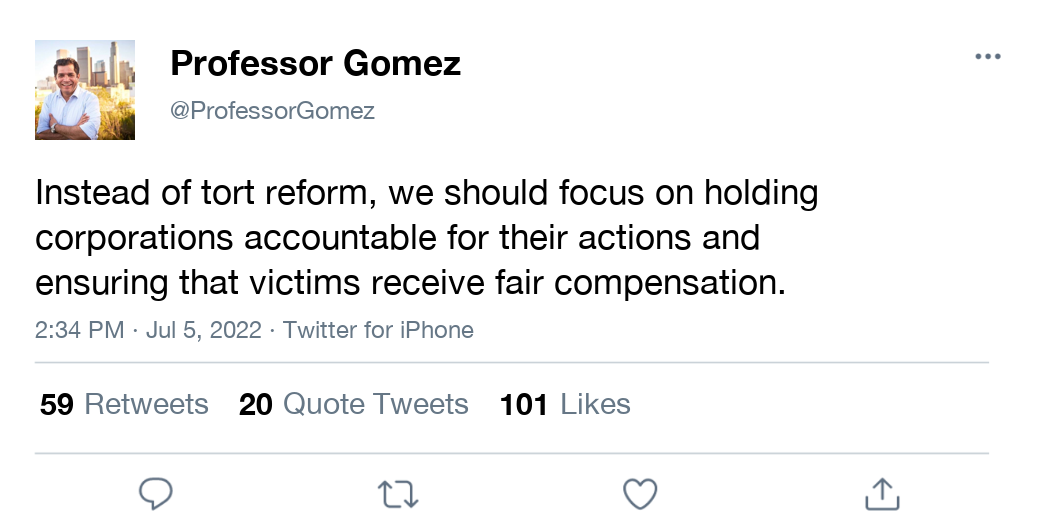 Professor Gomez
@ProfessorGomez
Instead of tort reform, we should focus on holding
corporations accountable for their actions and
ensuring that victims receive fair compensation.
2:34 PM · Jul 5, 2022 · Twitter for iPhone
59 Retweets 20 Quote Tweets 101 Likes